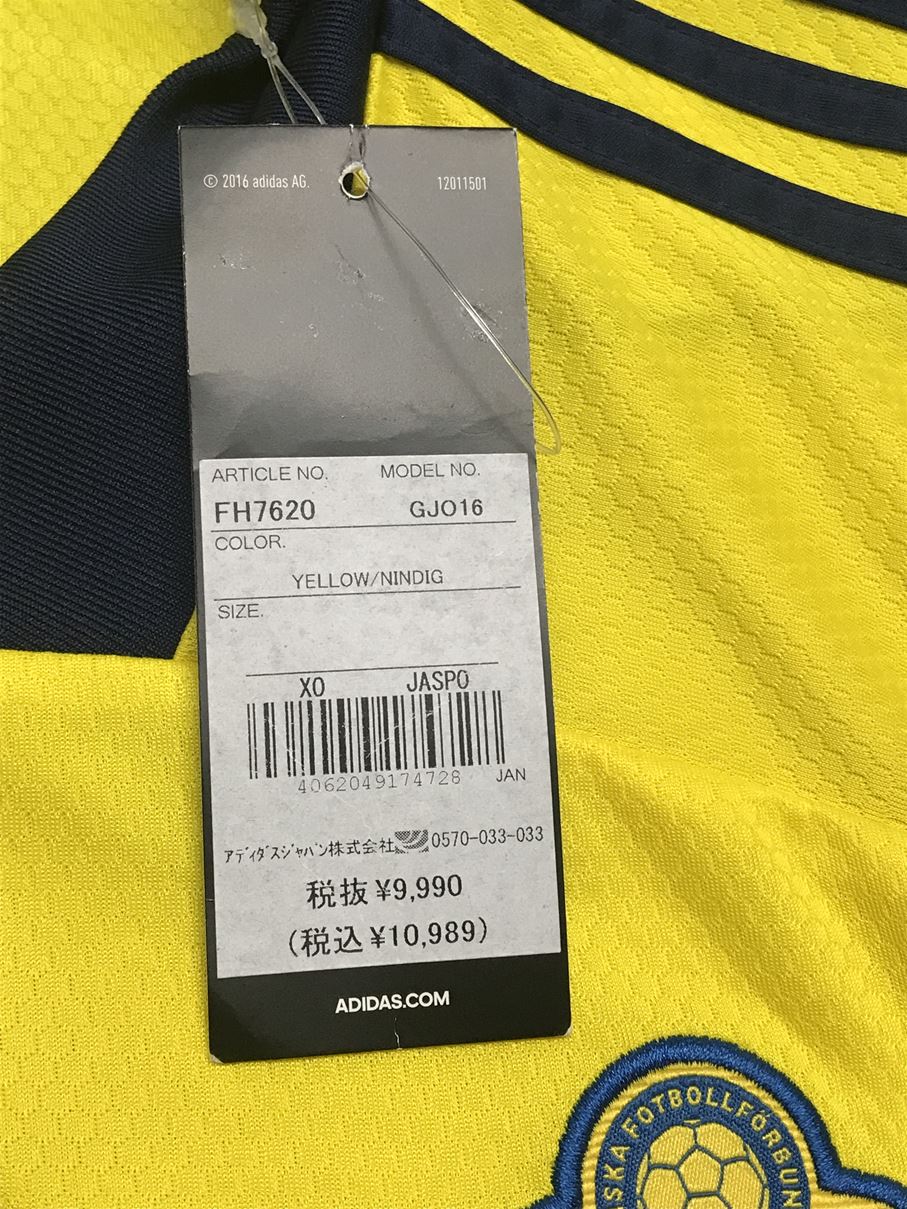 © 2016 adidas AG. 12011501
ARTICLE NO. MODEL NO.
FH7620 GJO16
COLOR.
YELLOW/NINDIG
SIZE.
XO JASPO
4062049174728 JAN
アディダスジャパン株式会社 0570-033-033
税抜 ¥9,990
(税込 ¥10,989)
ADIDAS.COM
SKA FOTBOLLFÖRBUN